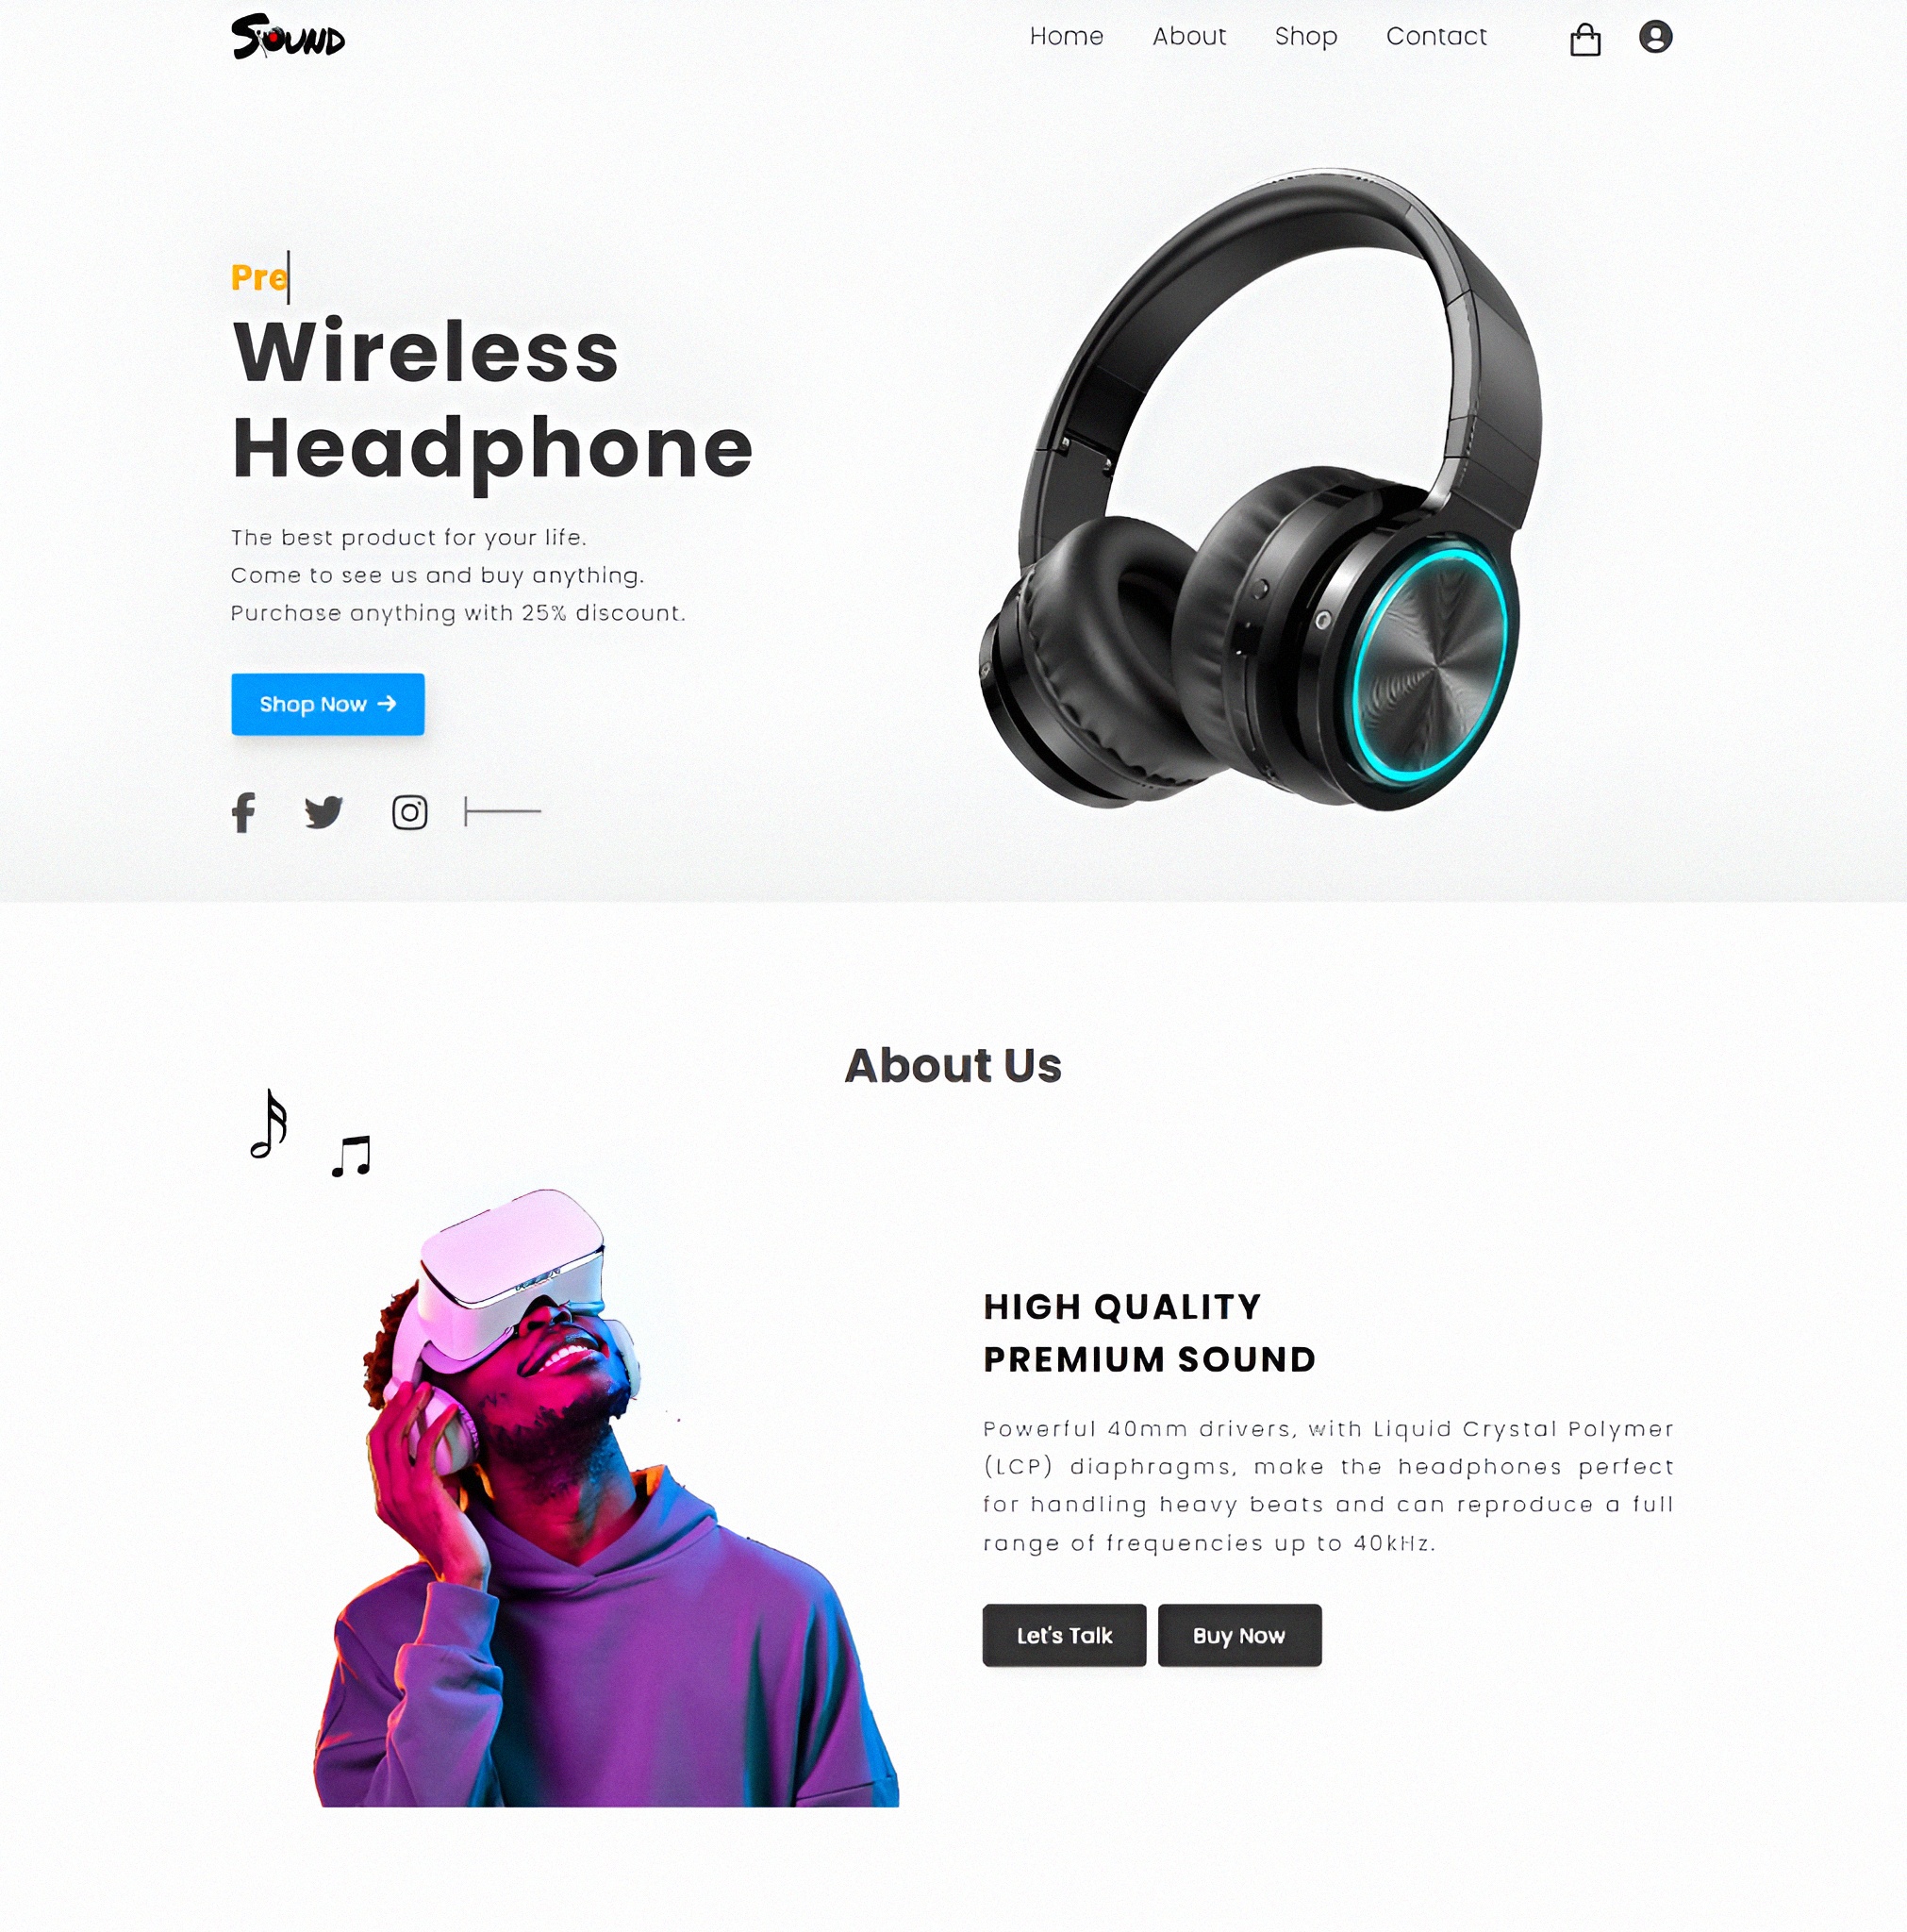 SOUND
Home About Shop Contact
Pre
Wireless
Headphone
The best product for your life.
Come to see us and buy anything.
Purchase anything with 25% discount.
Shop Now →
About Us
HIGH QUALITY
PREMIUM SOUND
Powerful 40mm drivers, with Liquid Crystal Polymer
(LCP) diaphragms, make the headphones perfect
for handling heavy beats and can reproduce a full
range of frequencies up to 40kHz.
Let's Talk Buy Now